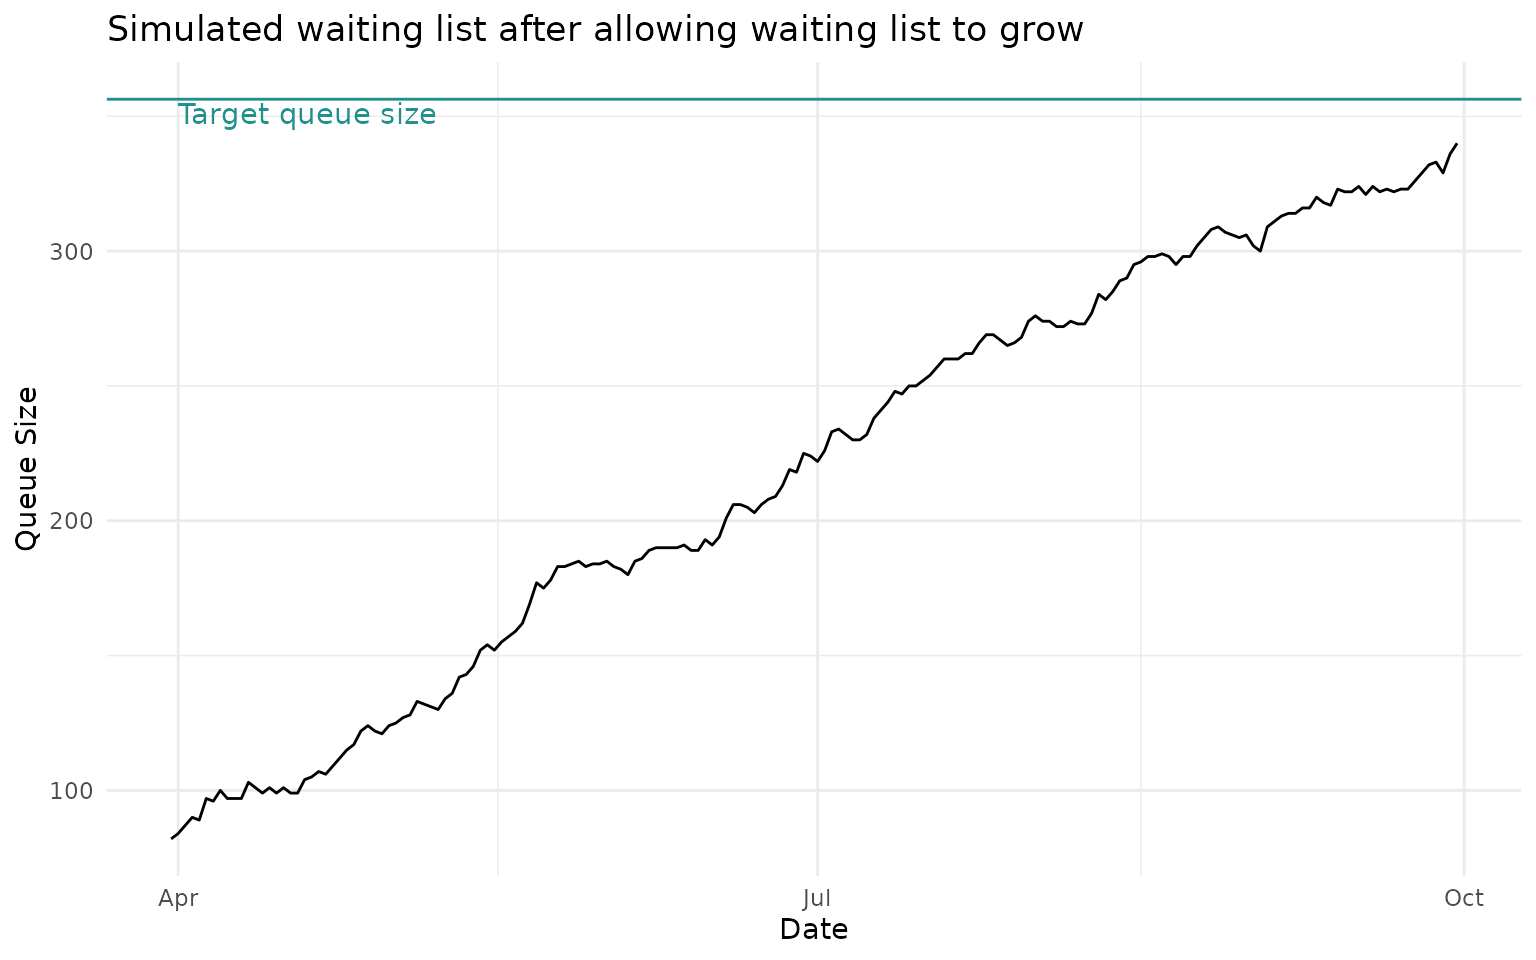 Simulated waiting list after allowing waiting list to grow
Target queue size
300
200
100
Queue Size
Apr
Jul
Oct
Date